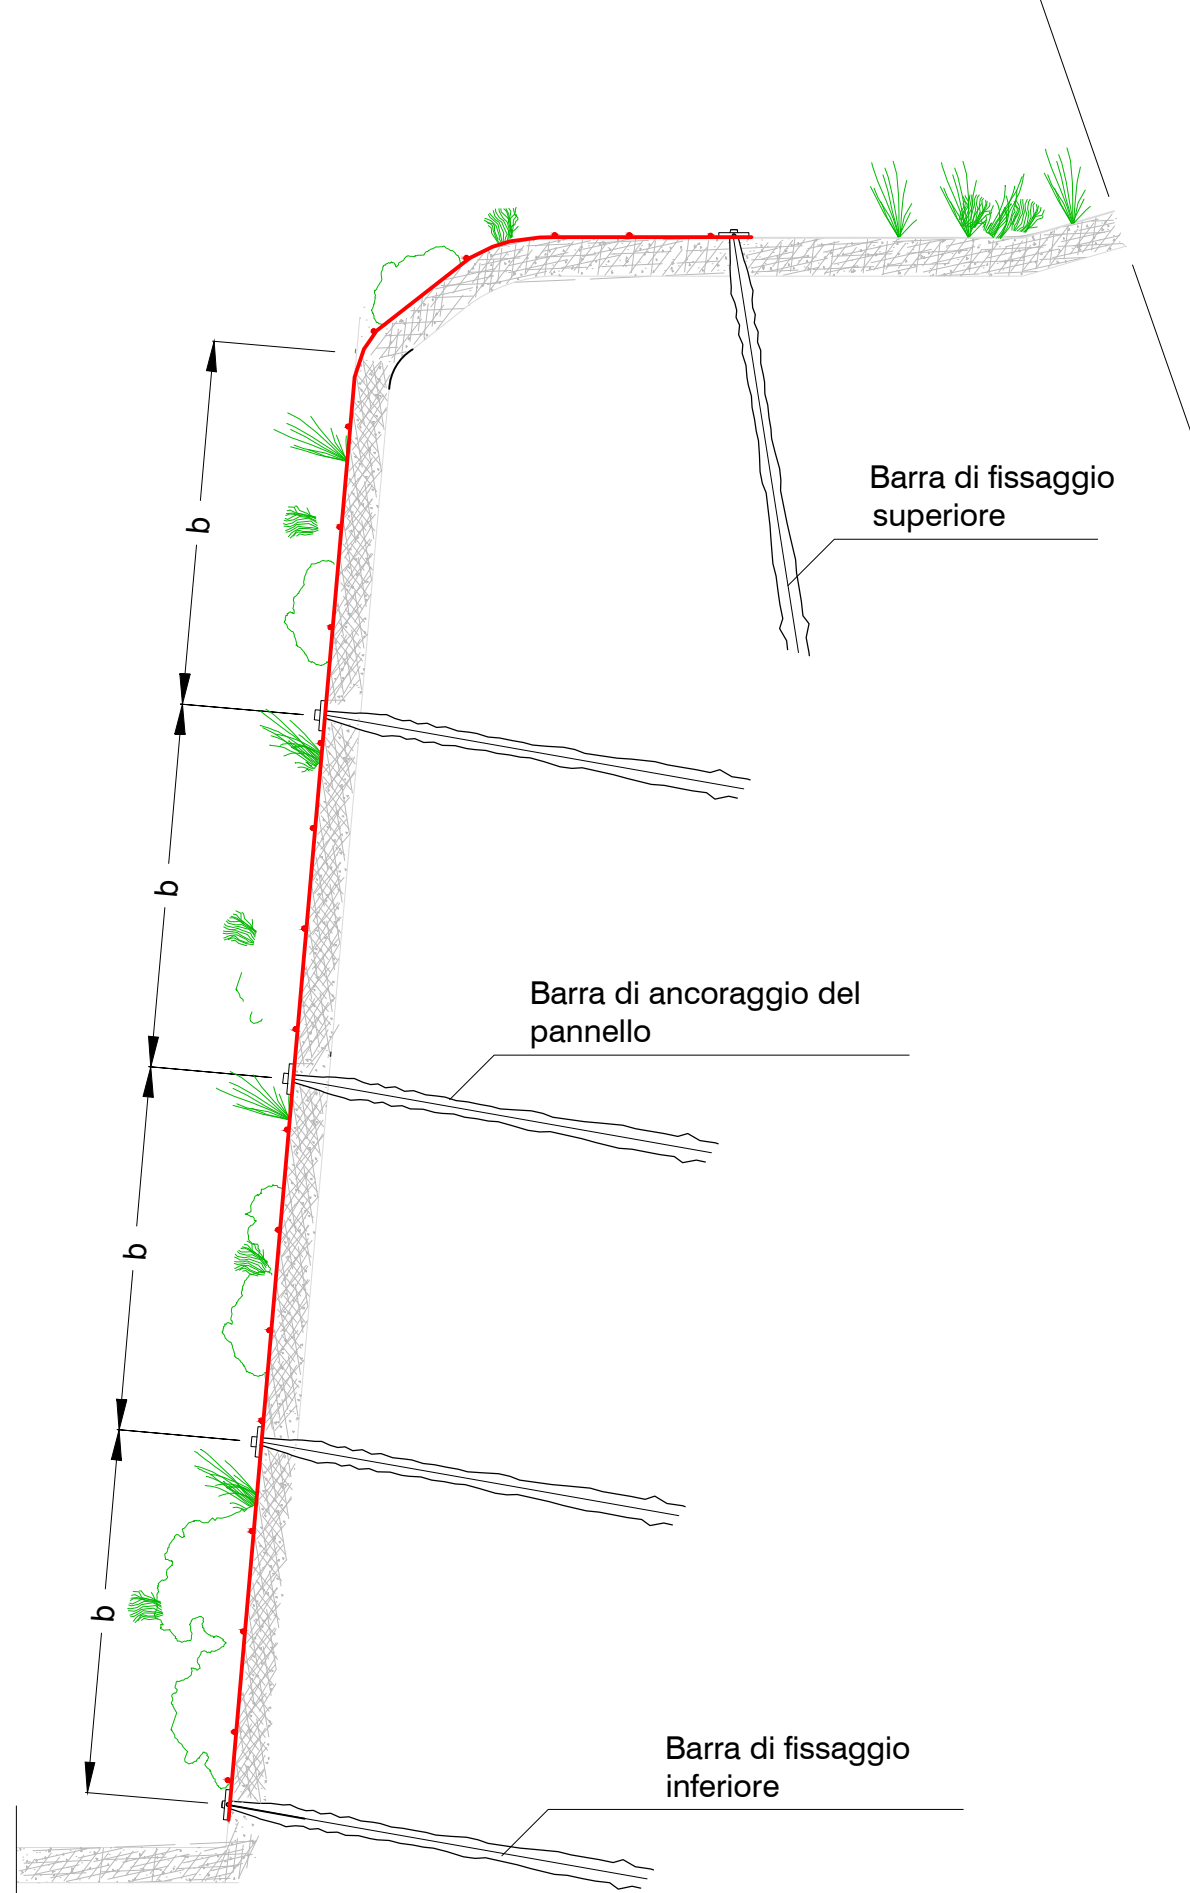 Barra di fissaggio
superiore
b
b
Barra di ancoraggio del
pannello
b
b
Barra di fissaggio
inferiore